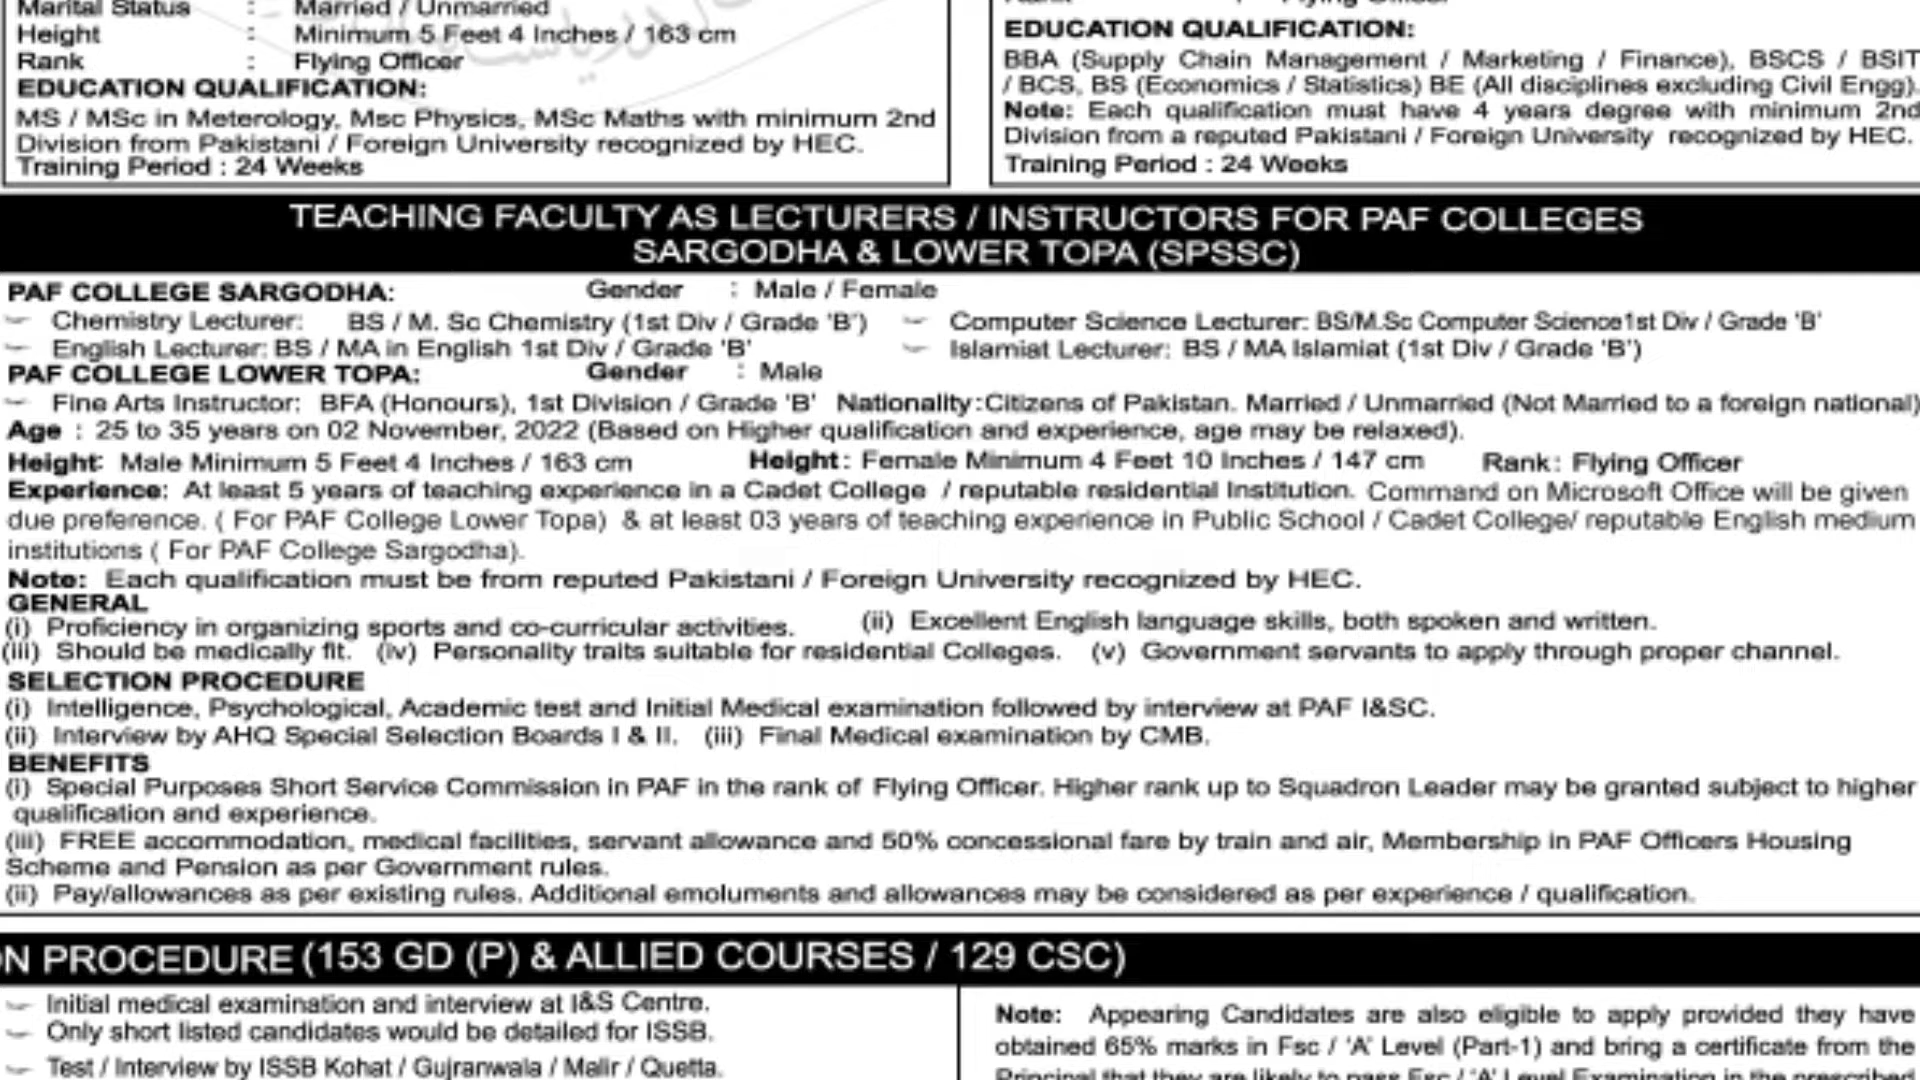 Marital Status : Married / Unmarried
Height : Minimum 5 Feet 4 Inches / 163 cm
Rank : Flying Officer
EDUCATION QUALIFICATION:
MS / MSc in Meterology, Msc Physics, MSc Maths with minimum 2nd
Division from Pakistani / Foreign University recognized by HEC.
Training Period : 24 Weeks
EDUCATION QUALIFICATION:
BBA (Supply Chain Management / Marketing / Finance), BSCS / BSIT
/ BCS, BS (Economics / Statistics) BE (All disciplines excluding Civil Engg).
Note: Each qualification must have 4 years degree with minimum 2nd
Division from a reputed Pakistani / Foreign University recognized by HEC.
Training Period : 24 Weeks
TEACHING FACULTY AS LECTURERS / INSTRUCTORS FOR PAF COLLEGES
SARGODHA & LOWER TOPA (SPSSC)
PAF COLLEGE SARGODHA: Gender : Male / Female
Chemistry Lecturer: BS / M. Sc Chemistry (1st Div / Grade 'B') Computer Science Lecturer: BS/M.Sc Computer Science1st Div / Grade 'B'
English Lecturer: BS / MA in English 1st Div / Grade 'B' Islamiat Lecturer: BS / MA Islamiat (1st Div / Grade 'B')
PAF COLLEGE LOWER TOPA: Gender : Male
Fine Arts Instructor: BFA (Honours), 1st Division / Grade 'B' Nationality:Citizens of Pakistan. Married / Unmarried (Not Married to a foreign national)
Age : 25 to 35 years on 02 November, 2022 (Based on Higher qualification and experience, age may be relaxed).
Height: Male Minimum 5 Feet 4 Inches / 163 cm Height: Female Minimum 4 Feet 10 Inches / 147 cm Rank: Flying Officer
Experience: At least 5 years of teaching experience in a Cadet College / reputable residential Institution. Command on Microsoft Office will be given
due preference. ( For PAF College Lower Topa) & at least 03 years of teaching experience in Public School / Cadet College/ reputable English medium
institutions ( For PAF College Sargodha).
Note: Each qualification must be from reputed Pakistani / Foreign University recognized by HEC.
GENERAL
(i) Proficiency in organizing sports and co-curricular activities. (ii) Excellent English language skills, both spoken and written.
(iii) Should be medically fit. (iv) Personality traits suitable for residential Colleges. (v) Government servants to apply through proper channel.
SELECTION PROCEDURE
(i) Intelligence, Psychological, Academic test and Initial Medical examination followed by interview at PAF I&SC.
(ii) Interview by AHQ Special Selection Boards I & II. (iii) Final Medical examination by CMB.
BENEFITS
(i) Special Purposes Short Service Commission in PAF in the rank of Flying Officer. Higher rank up to Squadron Leader may be granted subject to higher
qualification and experience.
(iii) FREE accommodation, medical facilities, servant allowance and 50% concessional fare by train and air, Membership in PAF Officers Housing
Scheme and Pension as per Government rules.
(ii) Pay/allowances as per existing rules. Additional emoluments and allowances may be considered as per experience / qualification.
ON PROCEDURE (153 GD (P) & ALLIED COURSES / 129 CSC)
Initial medical examination and interview at I&S Centre.
Only short listed candidates would be detailed for ISSB.
Test / Interview by ISSB Kohat / Gujranwala / Malir / Quetta.
Note: Appearing Candidates are also eligible to apply provided they have
obtained 65% marks in Fsc / 'A' Level (Part-1) and bring a certificate from the
Principal that they are likely to pass Fsc / 'A' Level Examination in the prescribed